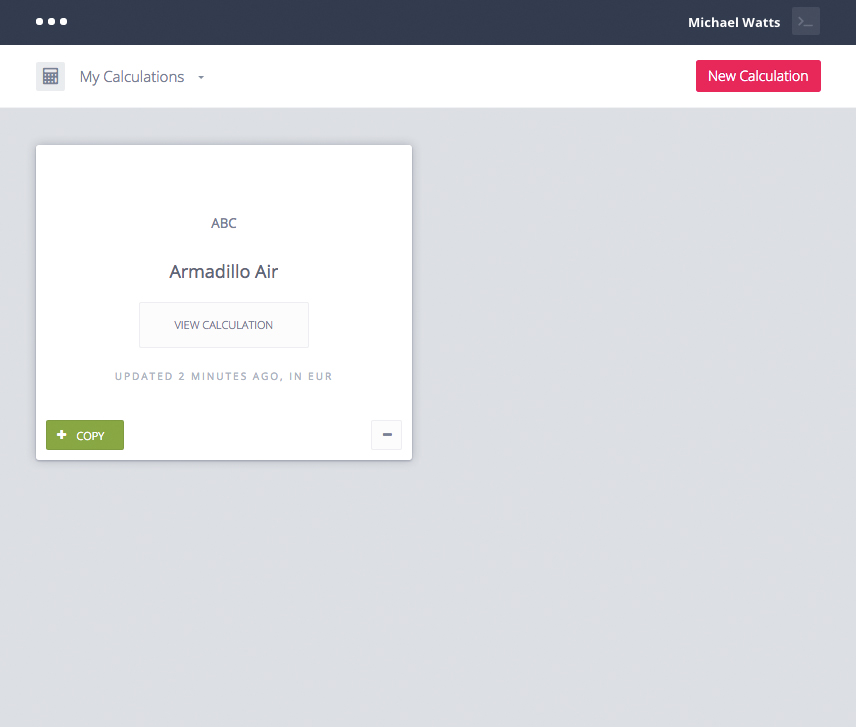 Michael Watts
My Calculations
New Calculation
ABC
Armadillo Air
VIEW CALCULATION
UPDATED 2 MINUTES AGO, IN EUR
COPY